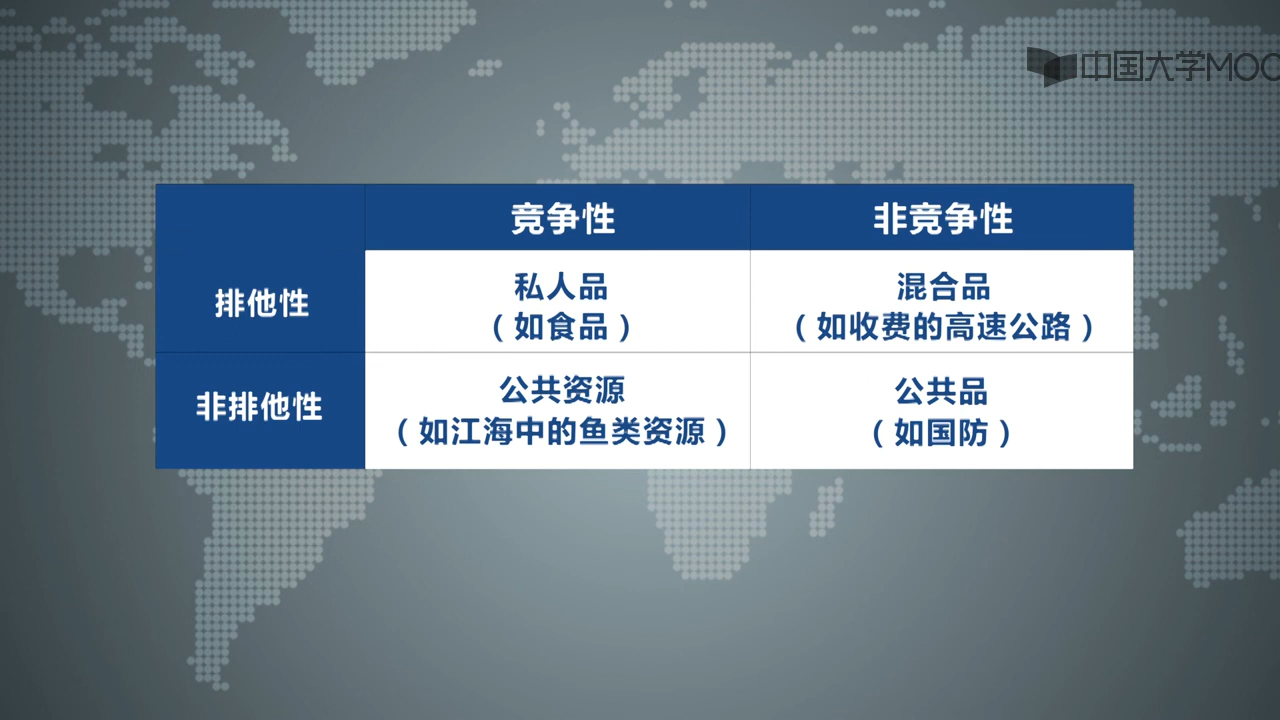 中国大学MOO
竞争性
非竞争性
排他性
私人品
（如食品）
混合品
（如收费的高速公路）
非排他性
公共资源
（如江海中的鱼类资源）
公共品
（如国防）